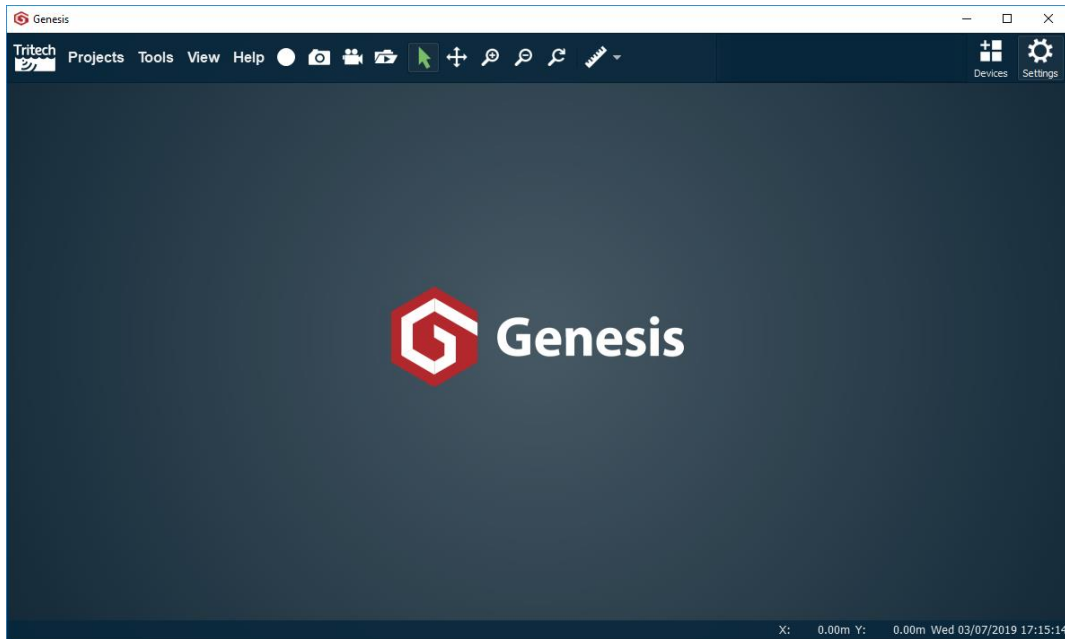 Genesis
Tritech Projects Tools View Help
Devices Settings
Genesis
X: 0.00m Y: 0.00m Wed 03/07/2019 17:15:14